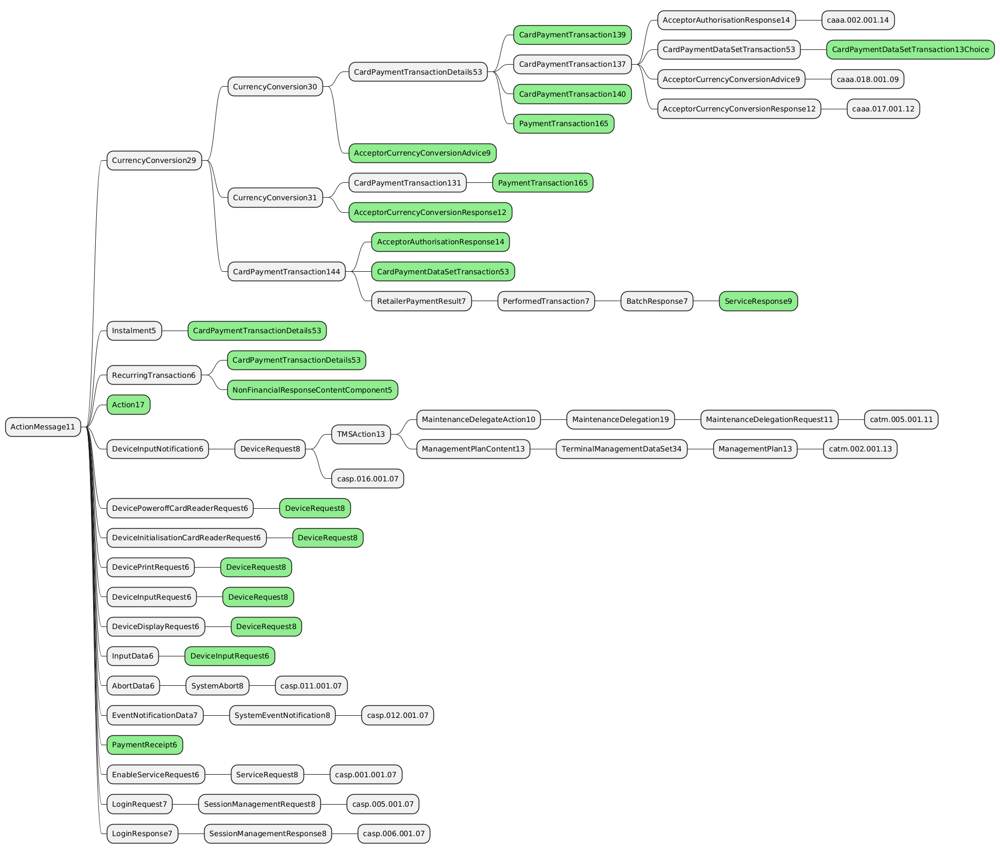 ActionMessage11
CurrencyConversion29
CurrencyConversion30
CardPaymentTransactionDetails53
CardPaymentTransaction139
CardPaymentTransaction137
AcceptorAuthorisationResponse14
caaa.002.001.14
CardPaymentDataSetTransaction53
CardPaymentDataSetTransaction13Choice
AcceptorCurrencyConversionAdvice9
caaa.018.001.09
AcceptorCurrencyConversionResponse12
caaa.017.001.12
CardPaymentTransaction140
PaymentTransaction165
AcceptorCurrencyConversionAdvice9
CurrencyConversion31
CardPaymentTransaction131
PaymentTransaction165
AcceptorCurrencyConversionResponse12
CardPaymentTransaction144
AcceptorAuthorisationResponse14
CardPaymentDataSetTransaction53
RetailerPaymentResult7
PerformedTransaction7
BatchResponse7
ServiceResponse9
Instalment5
CardPaymentTransactionDetails53
RecurringTransaction6
CardPaymentTransactionDetails53
NonFinancialResponseContentComponent5
Action17
DeviceInputNotification6
DeviceRequest8
TMSAction13
MaintenanceDelegateAction10
MaintenanceDelegation19
MaintenanceDelegationRequest11
catm.005.001.11
ManagementPlanContent13
TerminalManagementDataSet34
ManagementPlan13
catm.002.001.13
casp.016.001.07
DevicePoweroffCardReaderRequest6
DeviceRequest8
DeviceInitialisationCardReaderRequest6
DeviceRequest8
DevicePrintRequest6
DeviceRequest8
DeviceInputRequest6
DeviceRequest8
DeviceDisplayRequest6
DeviceRequest8
InputData6
DeviceInputRequest6
AbortData6
SystemAbort8
casp.011.001.07
EventNotificationData7
SystemEventNotification8
casp.012.001.07
PaymentReceipt6
EnableServiceRequest6
ServiceRequest8
casp.001.001.07
LoginRequest7
SessionManagementRequest8
casp.005.001.07
LoginResponse7
SessionManagementResponse8
casp.006.001.07